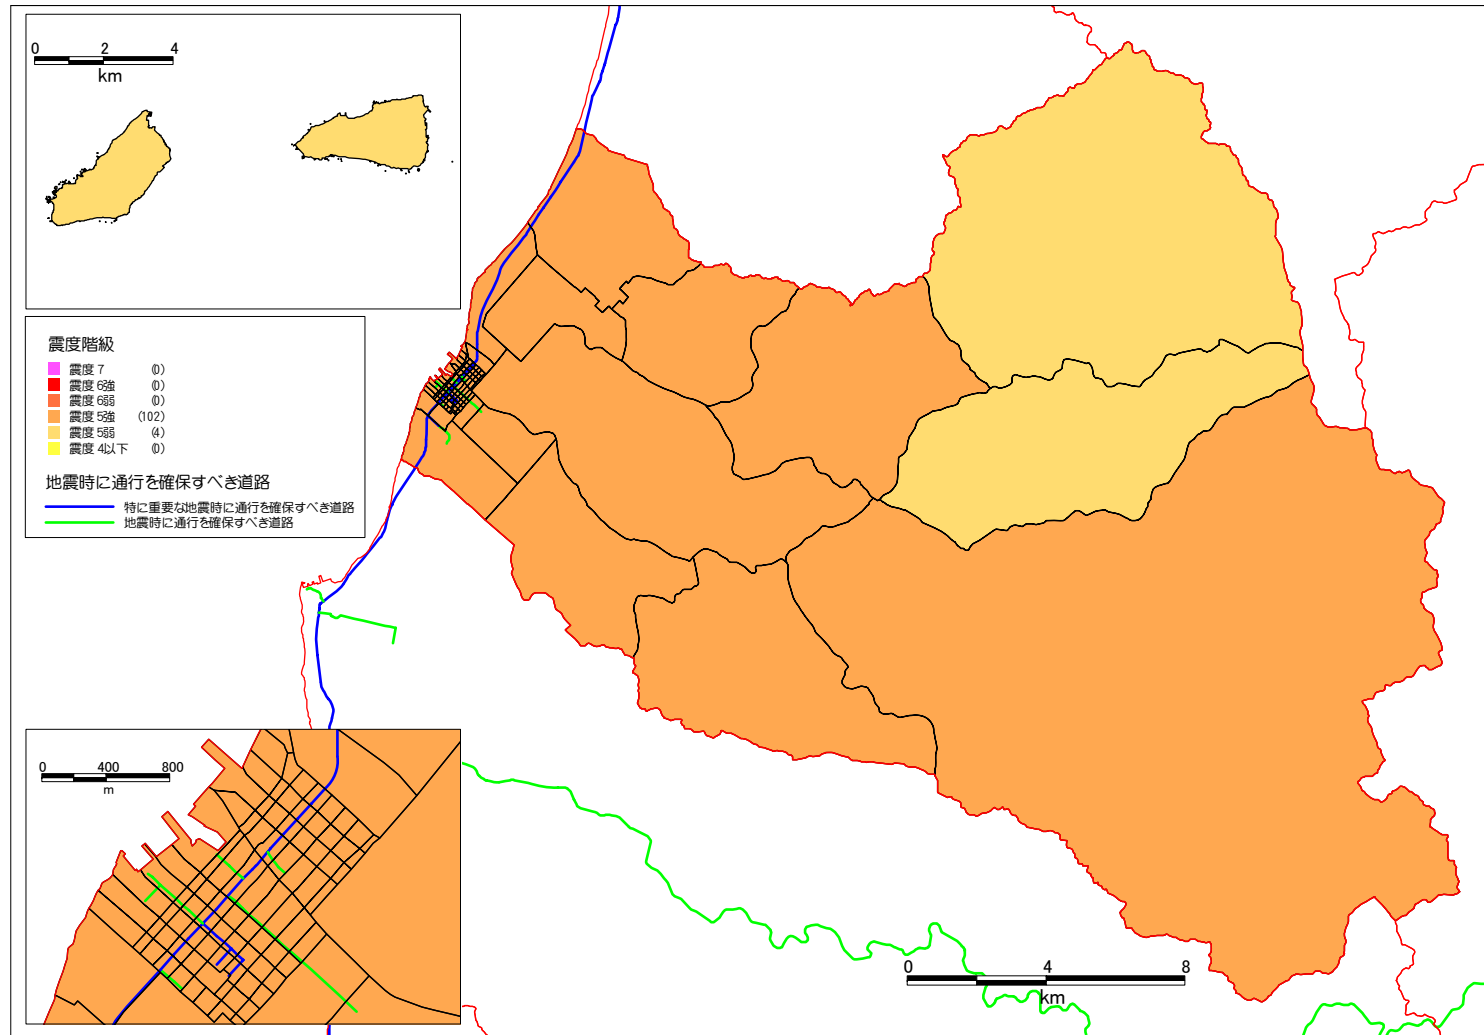 0 2 4
km
震度階級
震度 7 (0)
震度 6強 (0)
震度 6弱 (0)
震度 5強 (102)
震度 5弱 (4)
震度 4以下 (0)
地震時に通行を確保すべき道路
特に重要な地震時に通行を確保すべき道路
地震時に通行を確保すべき道路
0 400 800
m
0 4 8
km